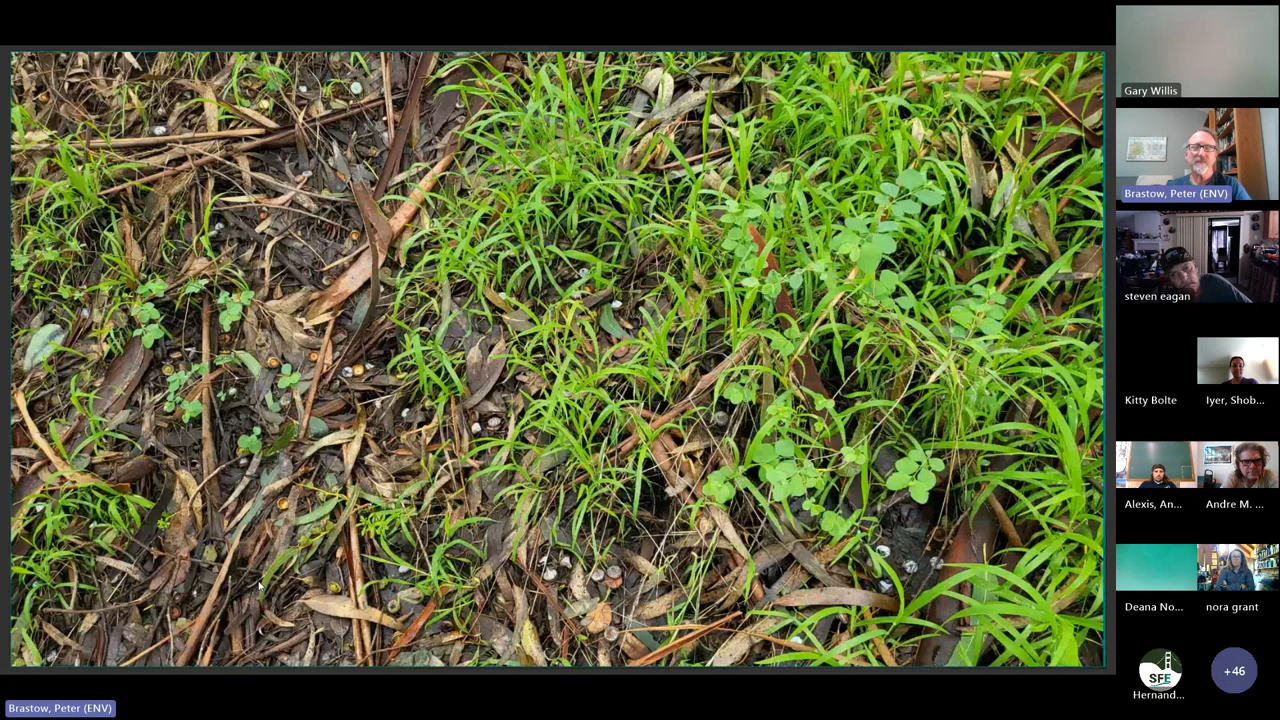 Gary Willis
Brastow, Peter (ENV)
steven eagan
Kitty Bolte
Iyer, Shob...
Alexis, An...
Andre M. ...
Deana No...
nora grant
SFE
+46
Hernand...
Brastow, Peter (ENV)